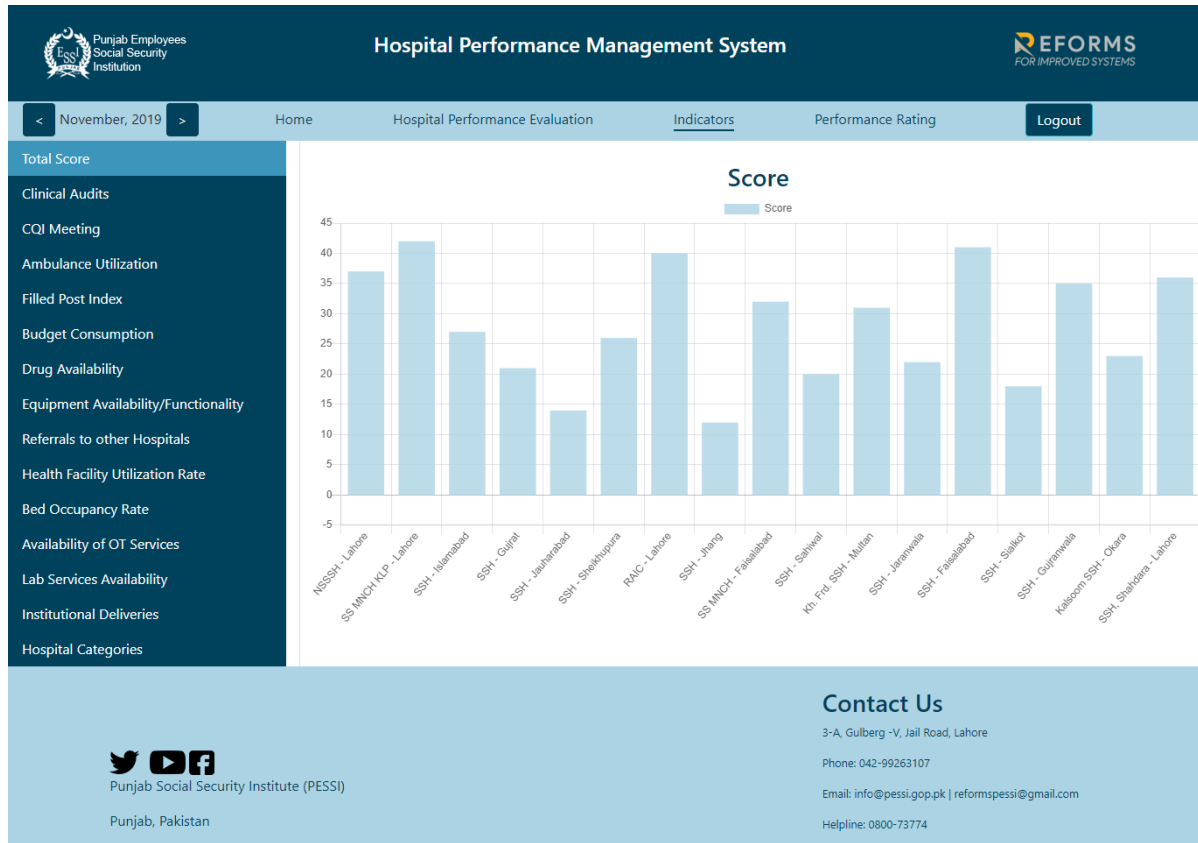 Punjab Employees
Social Security
Institution
ESSI
Hospital Performance Management System
REFORMS
FOR IMPROVED SYSTEMS
< November, 2019 >
Home
Hospital Performance Evaluation
Indicators
Performance Rating
Logout
Total Score
Clinical Audits
CQI Meeting
Ambulance Utilization
Filled Post Index
Budget Consumption
Drug Availability
Equipment Availability/Functionality
Referrals to other Hospitals
Health Facility Utilization Rate
Bed Occupancy Rate
Availability of OT Services
Lab Services Availability
Institutional Deliveries
Hospital Categories
Score
Score
45
40
35
30
25
20
15
10
5
0
-5
NSSSH - Lahore
SS MNCH KLP - Lahore
SSH - Islamabad
SSH - Gujrat
SSH - Jauharabad
SSH - Sheikhupura
RAIC - Lahore
SSH - Jhang
SS MNCH - Faisalabad
SSH - Sahiwal
Kh. Frd. SSH - Multan
SSH - Jaranwala
SSH - Faisalabad
SSH - Sialkot
SSH - Gujranwala
Kalsoom SSH - Okara
SSH, Shahdara - Lahore
Punjab Social Security Institute (PESSI)
Punjab, Pakistan
Contact Us
3-A, Gulberg -V, Jail Road, Lahore
Phone: 042-99263107
Email: info@pessi.gop.pk | reformspessi@gmail.com
Helpline: 0800-73774